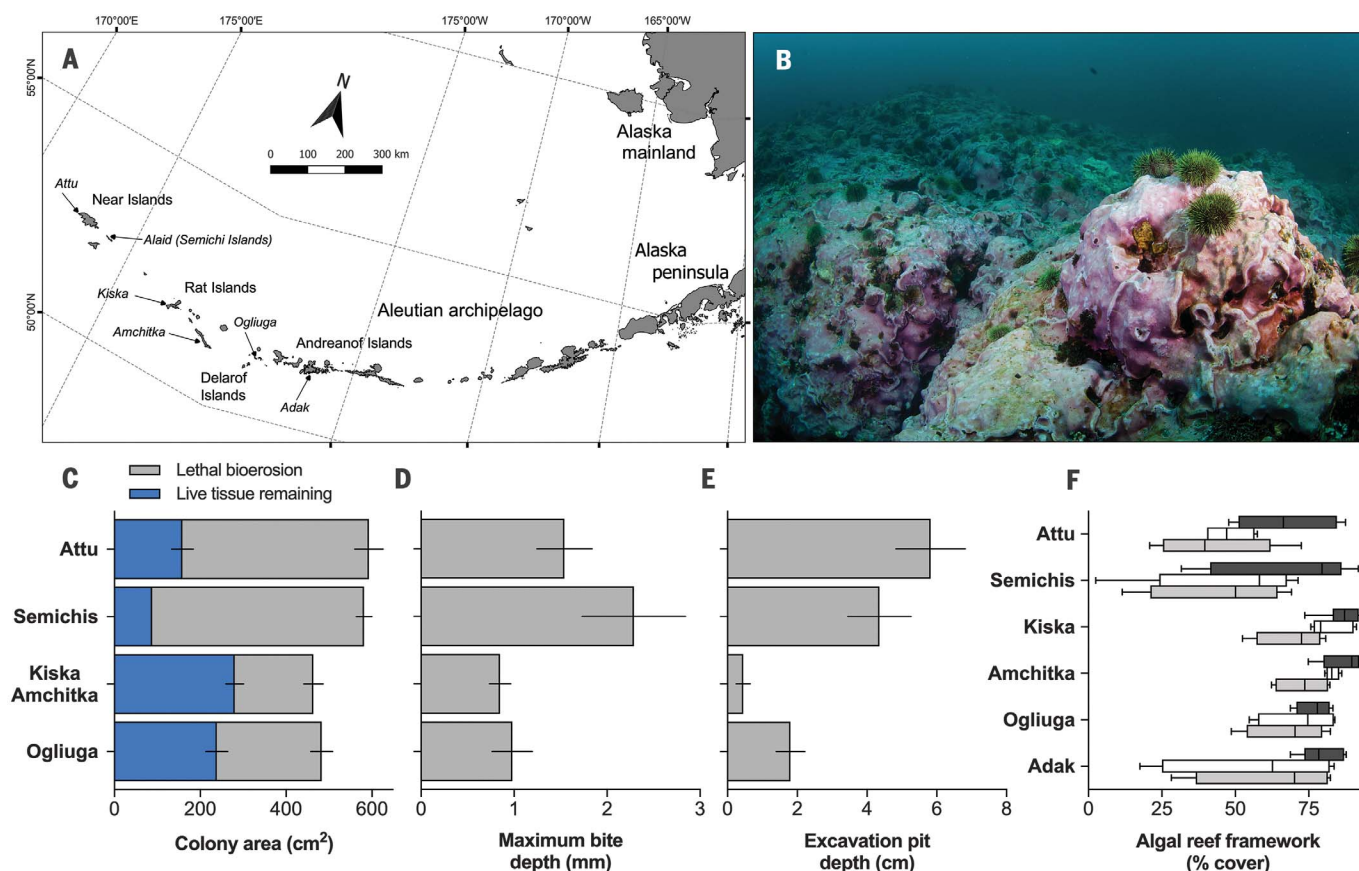 170°00'E
175°00'E
175°00'W
170°00'W
165°00'W
55°00'N
50°00'N
A
N
0 100 200 300 km
Alaska
mainland
Attu
Near Islands
Alaid (Semichi Islands)
Alaska
peninsula
Kiska
Rat Islands
Aleutian archipelago
Amchitka
Ogliuga
Andreanof Islands
Delarof
Islands
Adak
B
C
Lethal bioerosion
Live tissue remaining
Attu
Semichis
Kiska
Amchitka
Ogliuga
0 200 400 600
Colony area (cm²)
D
0 1 2 3
Maximum bite
depth (mm)
E
0 2 4 6 8
Excavation pit
depth (cm)
F
Attu
Semichis
Kiska
Amchitka
Ogliuga
Adak
0 25 50 75
Algal reef framework
(% cover)